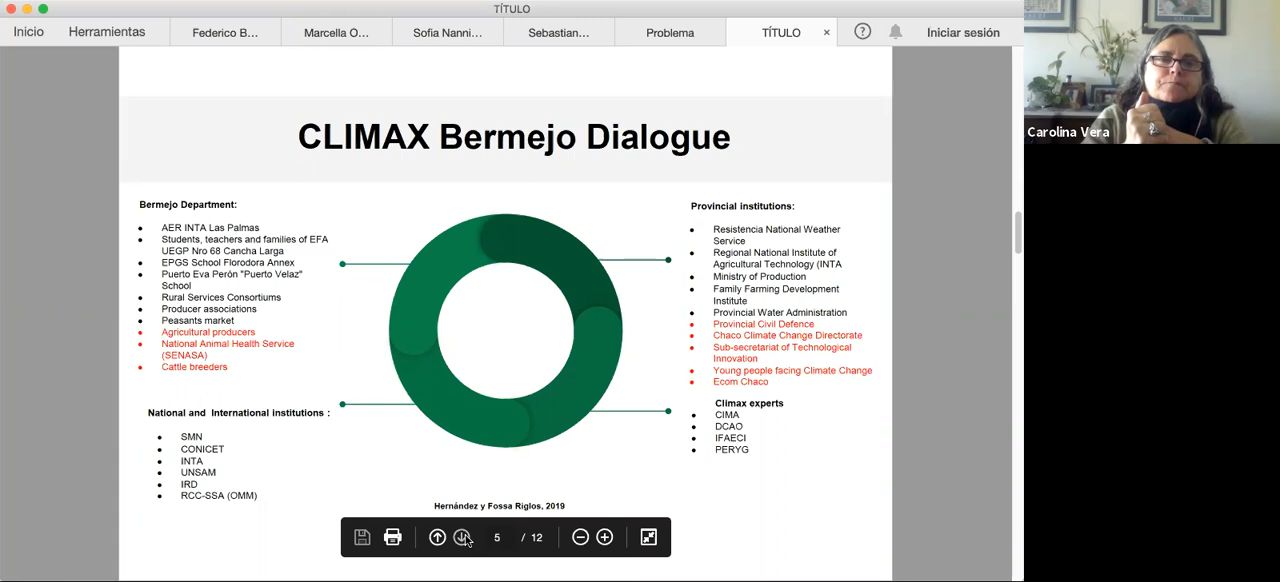 TÍTULO
Inicio
Herramientas
Federico B...
Marcella O...
Sofia Nanni...
Sebastian...
Problema
TÍTULO
×
?
Iniciar sesión
Carolina Vera
CLIMAX Bermejo Dialogue
Bermejo Department:
• AER INTA Las Palmas
• Students, teachers and families of EFA
UEGP Nro 68 Cancha Larga
• EPGS School Florodora Annex
• Puerto Eva Perón "Puerto Velaz"
School
• Rural Services Consortiums
• Producer associations
• Peasants market
• Agricultural producers
• National Animal Health Service
(SENASA)
• Cattle breeders
National and International institutions :
• SMN
• CONICET
• INTA
• UNSAM
• IRD
• RCC-SSA (OMM)
Provincial institutions:
• Resistencia National Weather
Service
• Regional National Institute of
Agricultural Technology (INTA
• Ministry of Production
• Family Farming Development
Institute
• Provincial Water Administration
• Provincial Civil Defence
• Chaco Climate Change Directorate
• Sub-secretariat of Technological
Innovation
• Young people facing Climate Change
• Ecom Chaco
Climax experts
• CIMA
• DCAO
• IFAECI
• PERYG
Hernández y Fossa Riglos, 2019
5 / 12